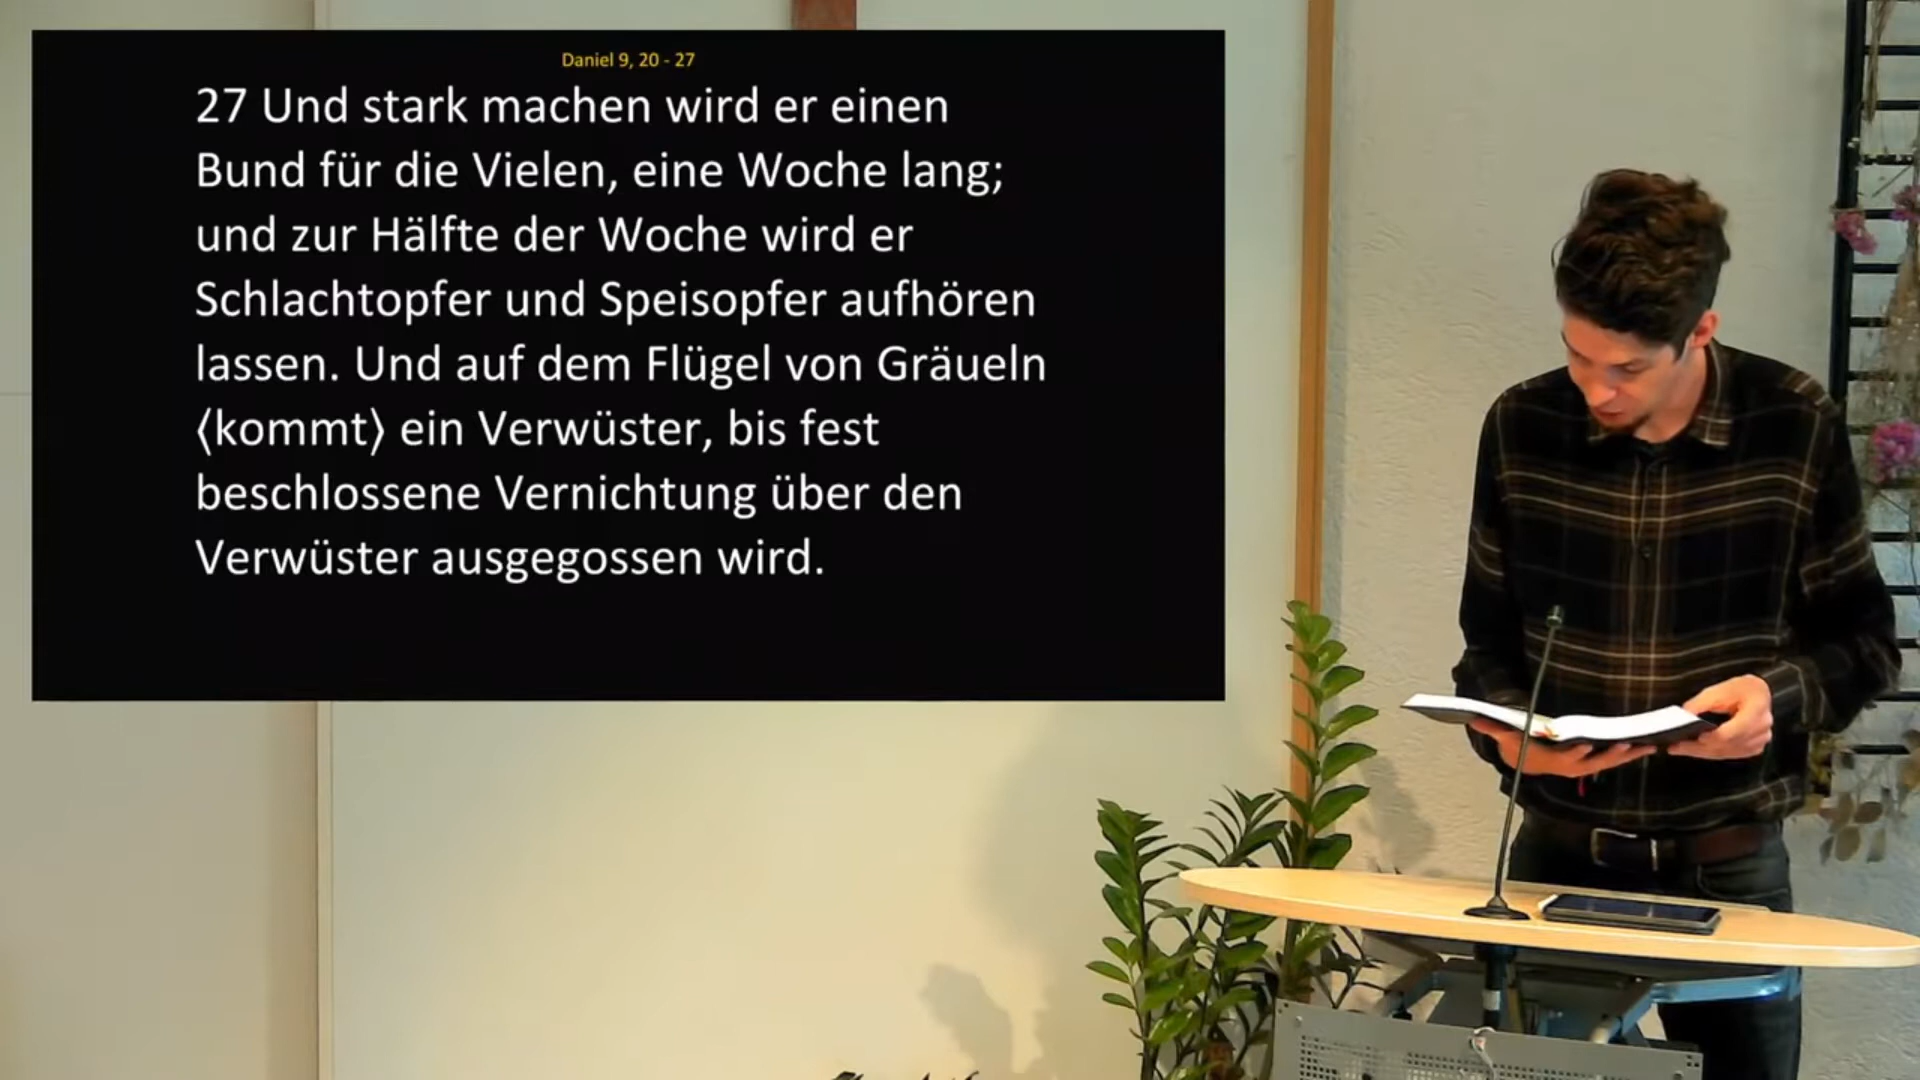 Daniel 9, 20 - 27
27 Und stark machen wird er einen
Bund für die Vielen, eine Woche lang;
und zur Hälfte der Woche wird er
Schlachtopfer und Speisopfer aufhören
lassen. Und auf dem Flügel von Gräueln
⟨kommt⟩ ein Verwüster, bis fest
beschlossene Vernichtung über den
Verwüster ausgegossen wird.